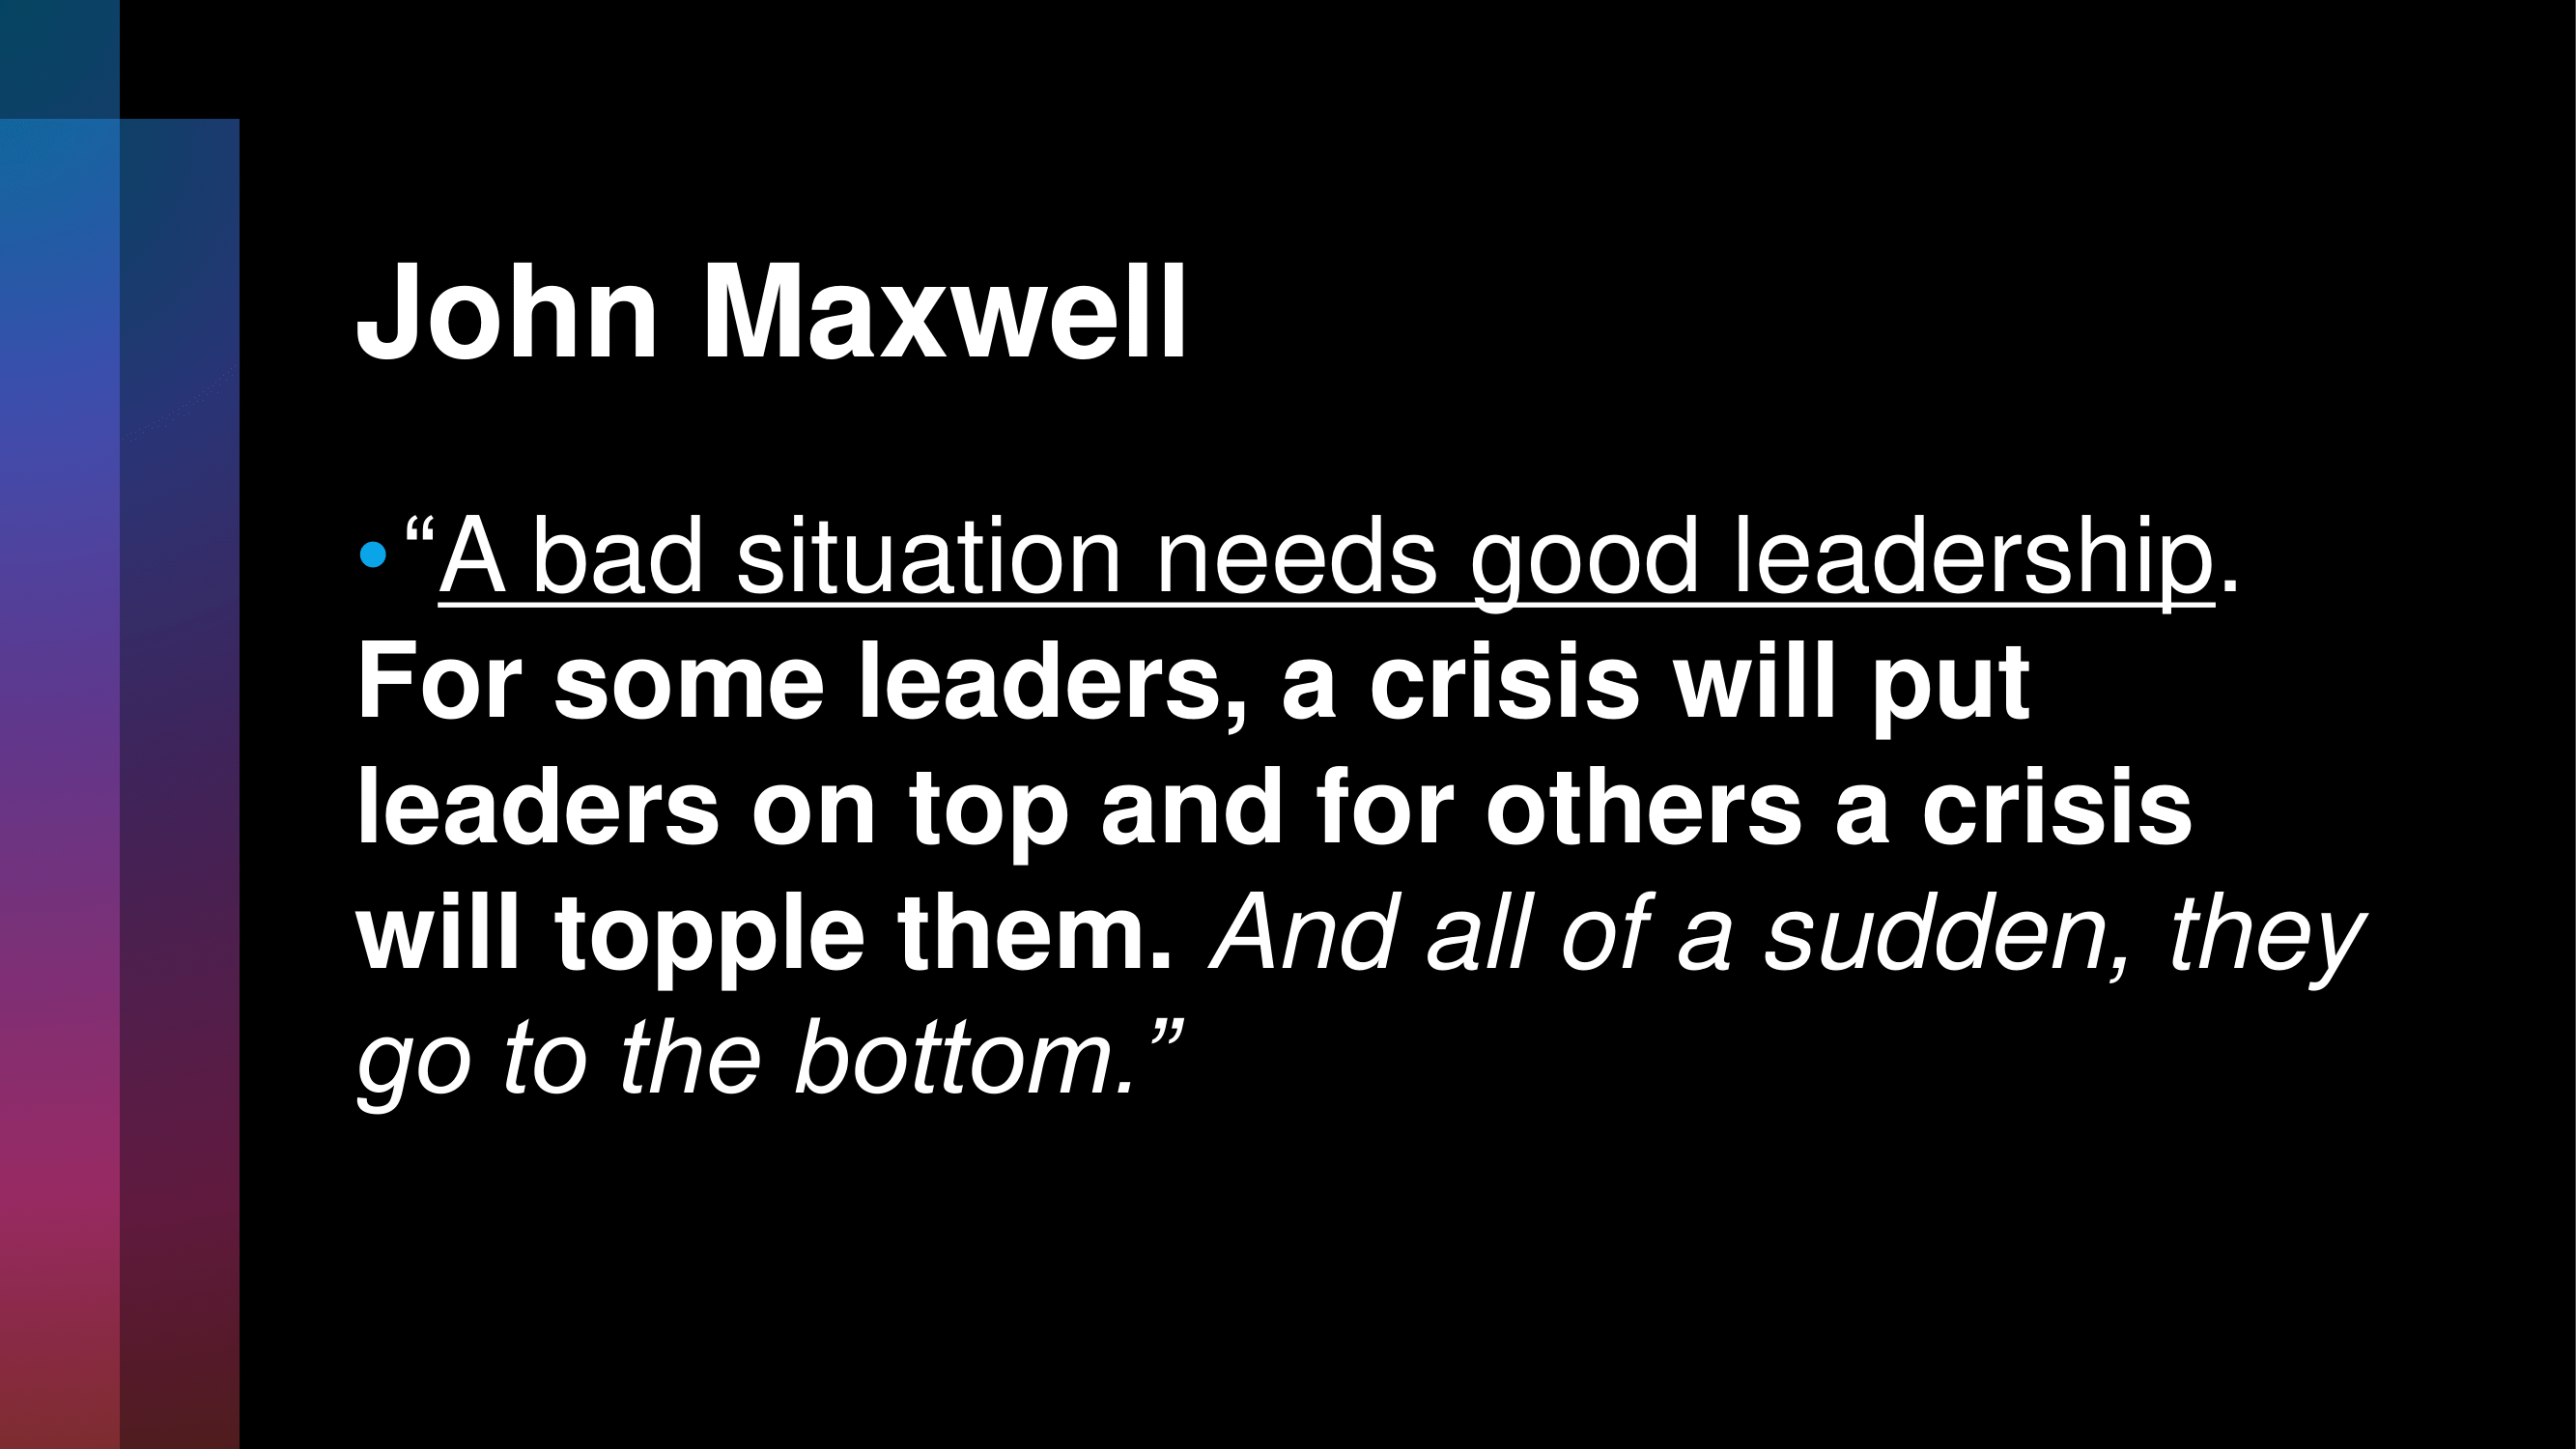 John Maxwell
• “A bad situation needs good leadership.
For some leaders, a crisis will put
leaders on top and for others a crisis
will topple them. And all of a sudden, they
go to the bottom.”